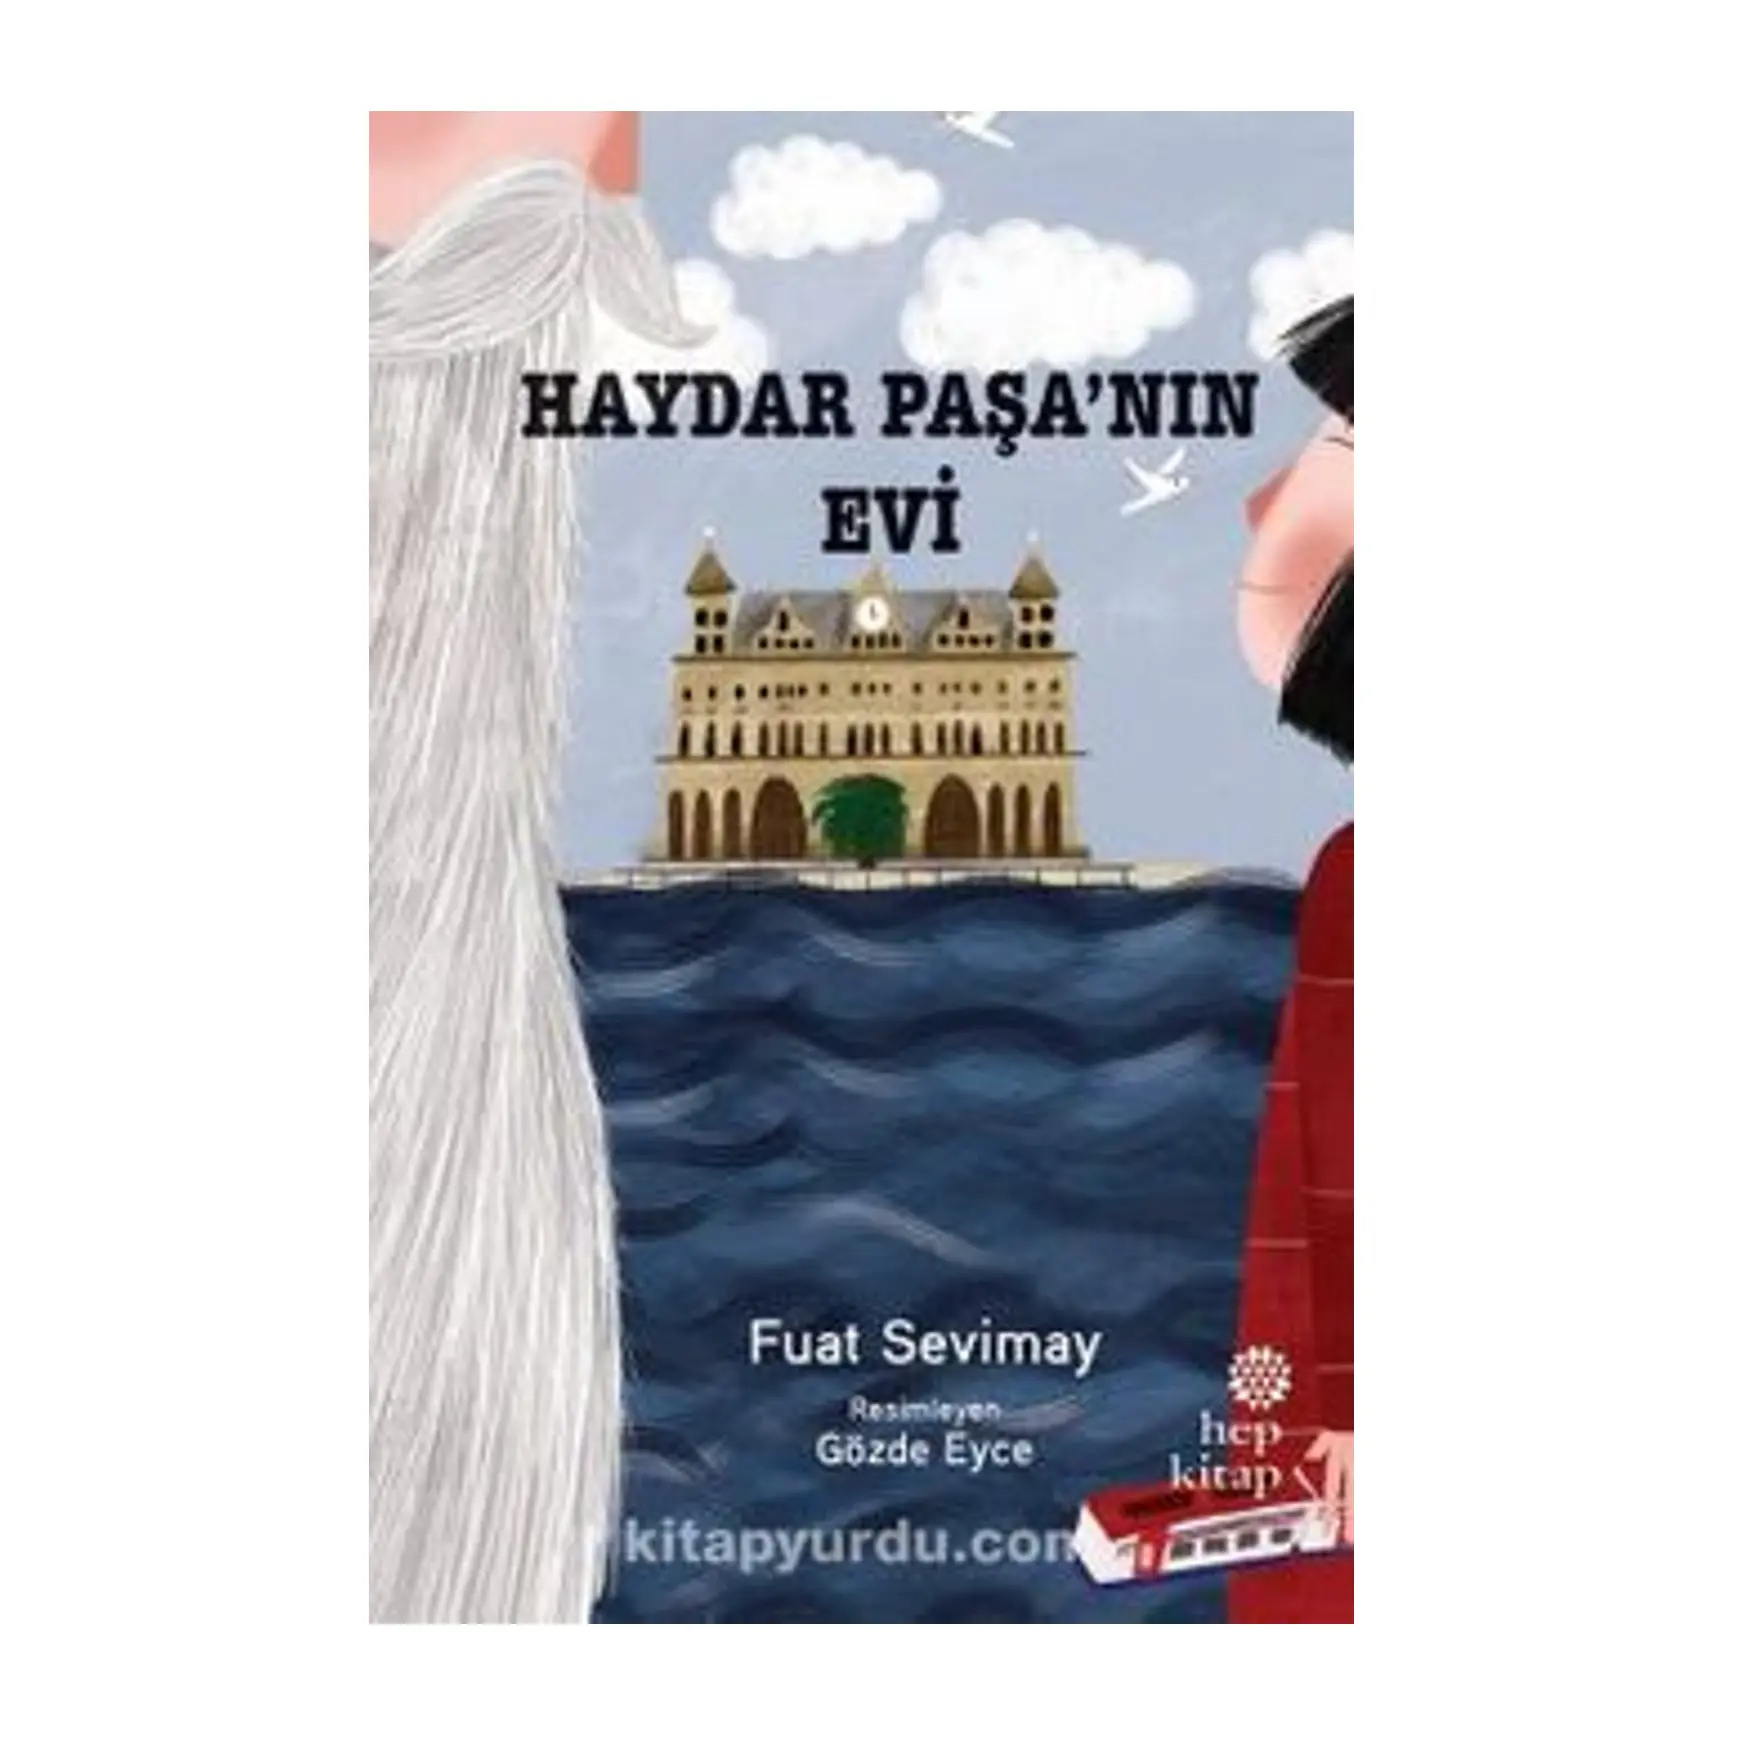 HAYDAR PAŞA'NIN
EVİ
Fuat Sevimay
Resimleyen
Gözde Eyce
hep
kitap
kitapyurdu.com